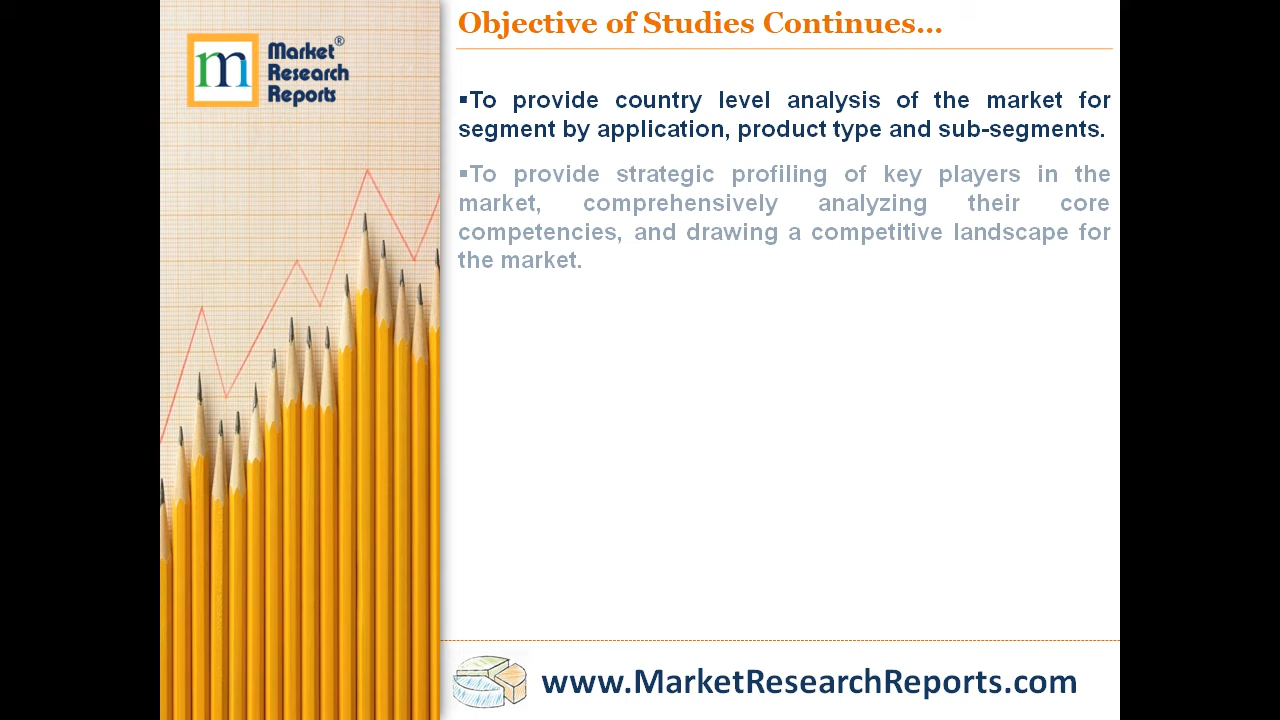 Objective of Studies Continues...
Market®
Research
Reports
m
▪To provide country level analysis of the market for
segment by application, product type and sub-segments.
▪To provide strategic profiling of key players in the
market, comprehensively analyzing their core
competencies, and drawing a competitive landscape for
the market.
www.MarketResearchReports.com